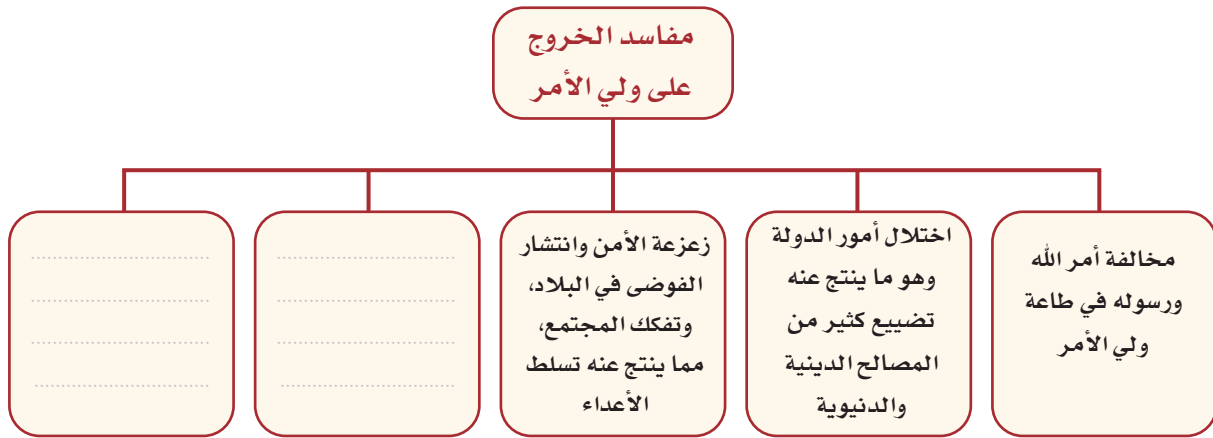 مفاسد الخروج
على ولي الأمر
مخالفة أمر الله
ورسوله في طاعة
ولي الأمر
اختلال أمور الدولة
وهو ما ينتج عنه
تضييع كثير من
المصالح الدينية
والدنيوية
زعزعة الأمن وانتشار
الفوضى في البلاد،
وتفكك المجتمع،
مما ينتج عنه تسلط
الأعداء